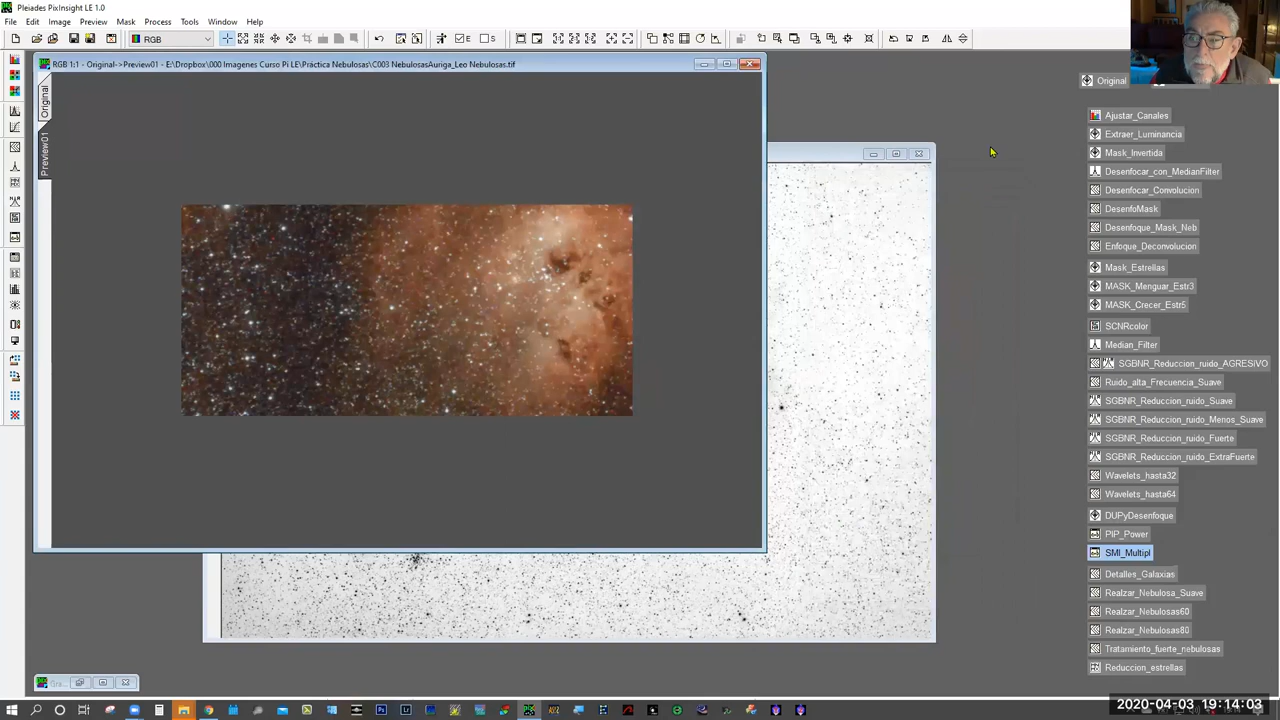 Pleiades PixInsight LE 1.0
File Edit Image Preview Mask Process Tools Window Help
RGB
E
S
RGB 1:1 - Original->Preview01 - E:\Dropbox\000 Imagenes Curso Pi LE\Práctica Nebulosas\C003 NebulosasAuriga_Leo Nebulosas.tif
Original
Preview01
Original
Ajustar_Canales
Extraer_Luminancia
Mask_Invertida
Desenfocar_con_MedianFilter
Desenfocar_Convolucion
DesenfoMask
Desenfoque_Mask_Neb
Enfoque_Deconvolucion
Mask_Estrellas
MASK_Menguar_Estr3
MASK_Crecer_Estr5
SCNRcolor
Median_Filter
SGBNR_Reduccion_ruido_AGRESIVO
Ruido_alta_Frecuencia_Suave
SGBNR_Reduccion_ruido_Suave
SGBNR_Reduccion_ruido_Menos_Suave
SGBNR_Reduccion_ruido_Fuerte
SGBNR_Reduccion_ruido_ExtraFuerte
Wavelets_hasta32
Wavelets_hasta64
DUPyDesenfoque
PIP_Power
SMI_Multipl
Detalles_Galaxias
Realzar_Nebulosa_Suave
Realzar_Nebulosas60
Realzar_Nebulosas80
Tratamiento_fuerte_nebulosas
Reduccion_estrellas
2020-04-03 19:14:03